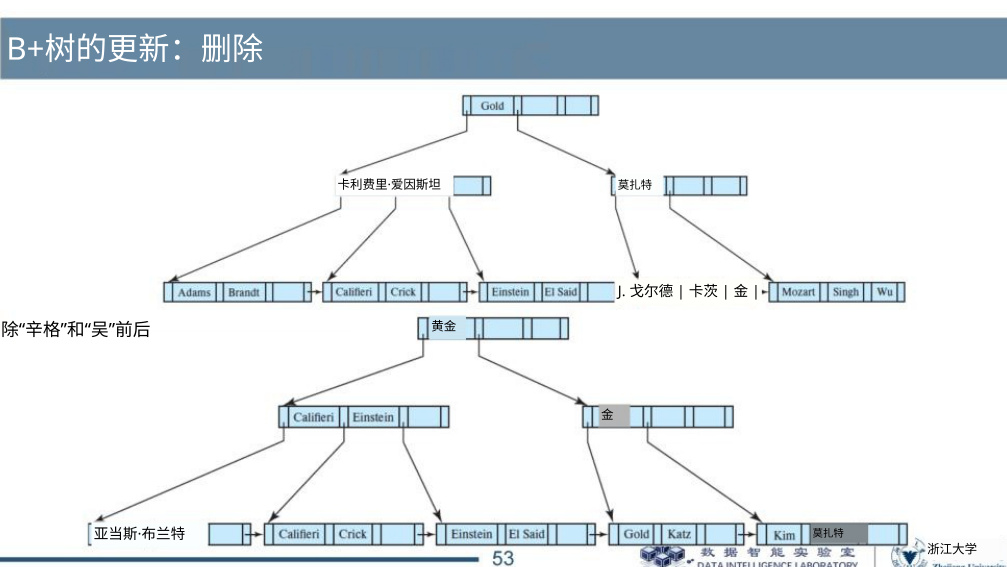 B+树的更新：删除
Gold
卡利费里·爱因斯坦
莫扎特
Adams Brandt
Califieri Crick
Einstein El Said
J. 戈尔德 | 卡茨 | 金 |
Mozart Singh Wu
除“辛格”和“吴”前后
黄金
Califieri Einstein
金
亚当斯·布兰特
Califieri Crick
Einstein El Said
Gold Katz
Kim 莫扎特
53
数据智能实验室
DATA INTELLIGENCE LABORATORY
浙江大学